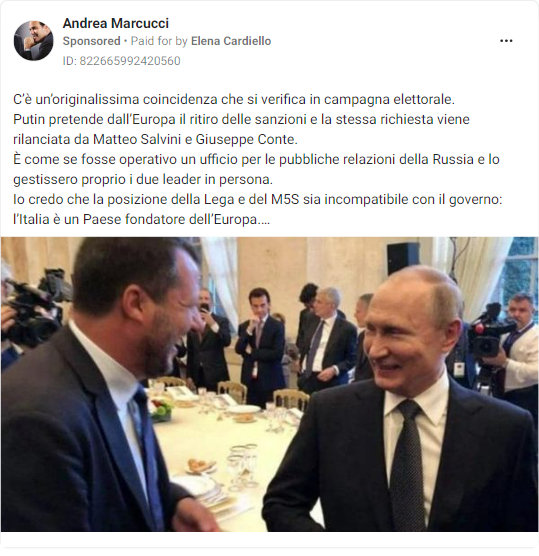 Andrea Marcucci
Sponsored • Paid for by Elena Cardiello
ID: 822665992420560
C'è un'originalissima coincidenza che si verifica in campagna elettorale.
Putin pretende dall'Europa il ritiro delle sanzioni e la stessa richiesta viene
rilanciata da Matteo Salvini e Giuseppe Conte.
È come se fosse operativo un ufficio per le pubbliche relazioni della Russia e lo
gestissero proprio i due leader in persona.
Io credo che la posizione della Lega e del M5S sia incompatibile con il governo:
l'Italia è un Paese fondatore dell'Europa....